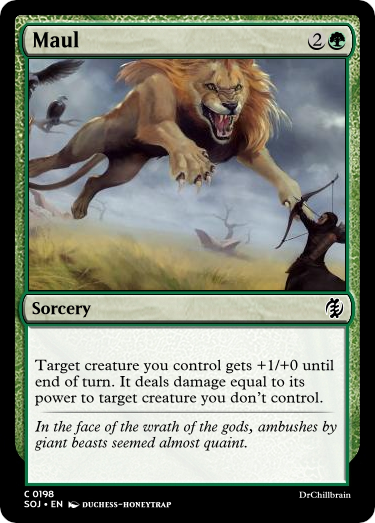 Maul 2
Sorcery
Target creature you control gets +1/+0 until
end of turn. It deals damage equal to its
power to target creature you don't control.
In the face of the wrath of the gods, ambushes by
giant beasts seemed almost quaint.
C 0198
SOJ • EN DUCHESS-HONEYTRAP
DrChillbrain